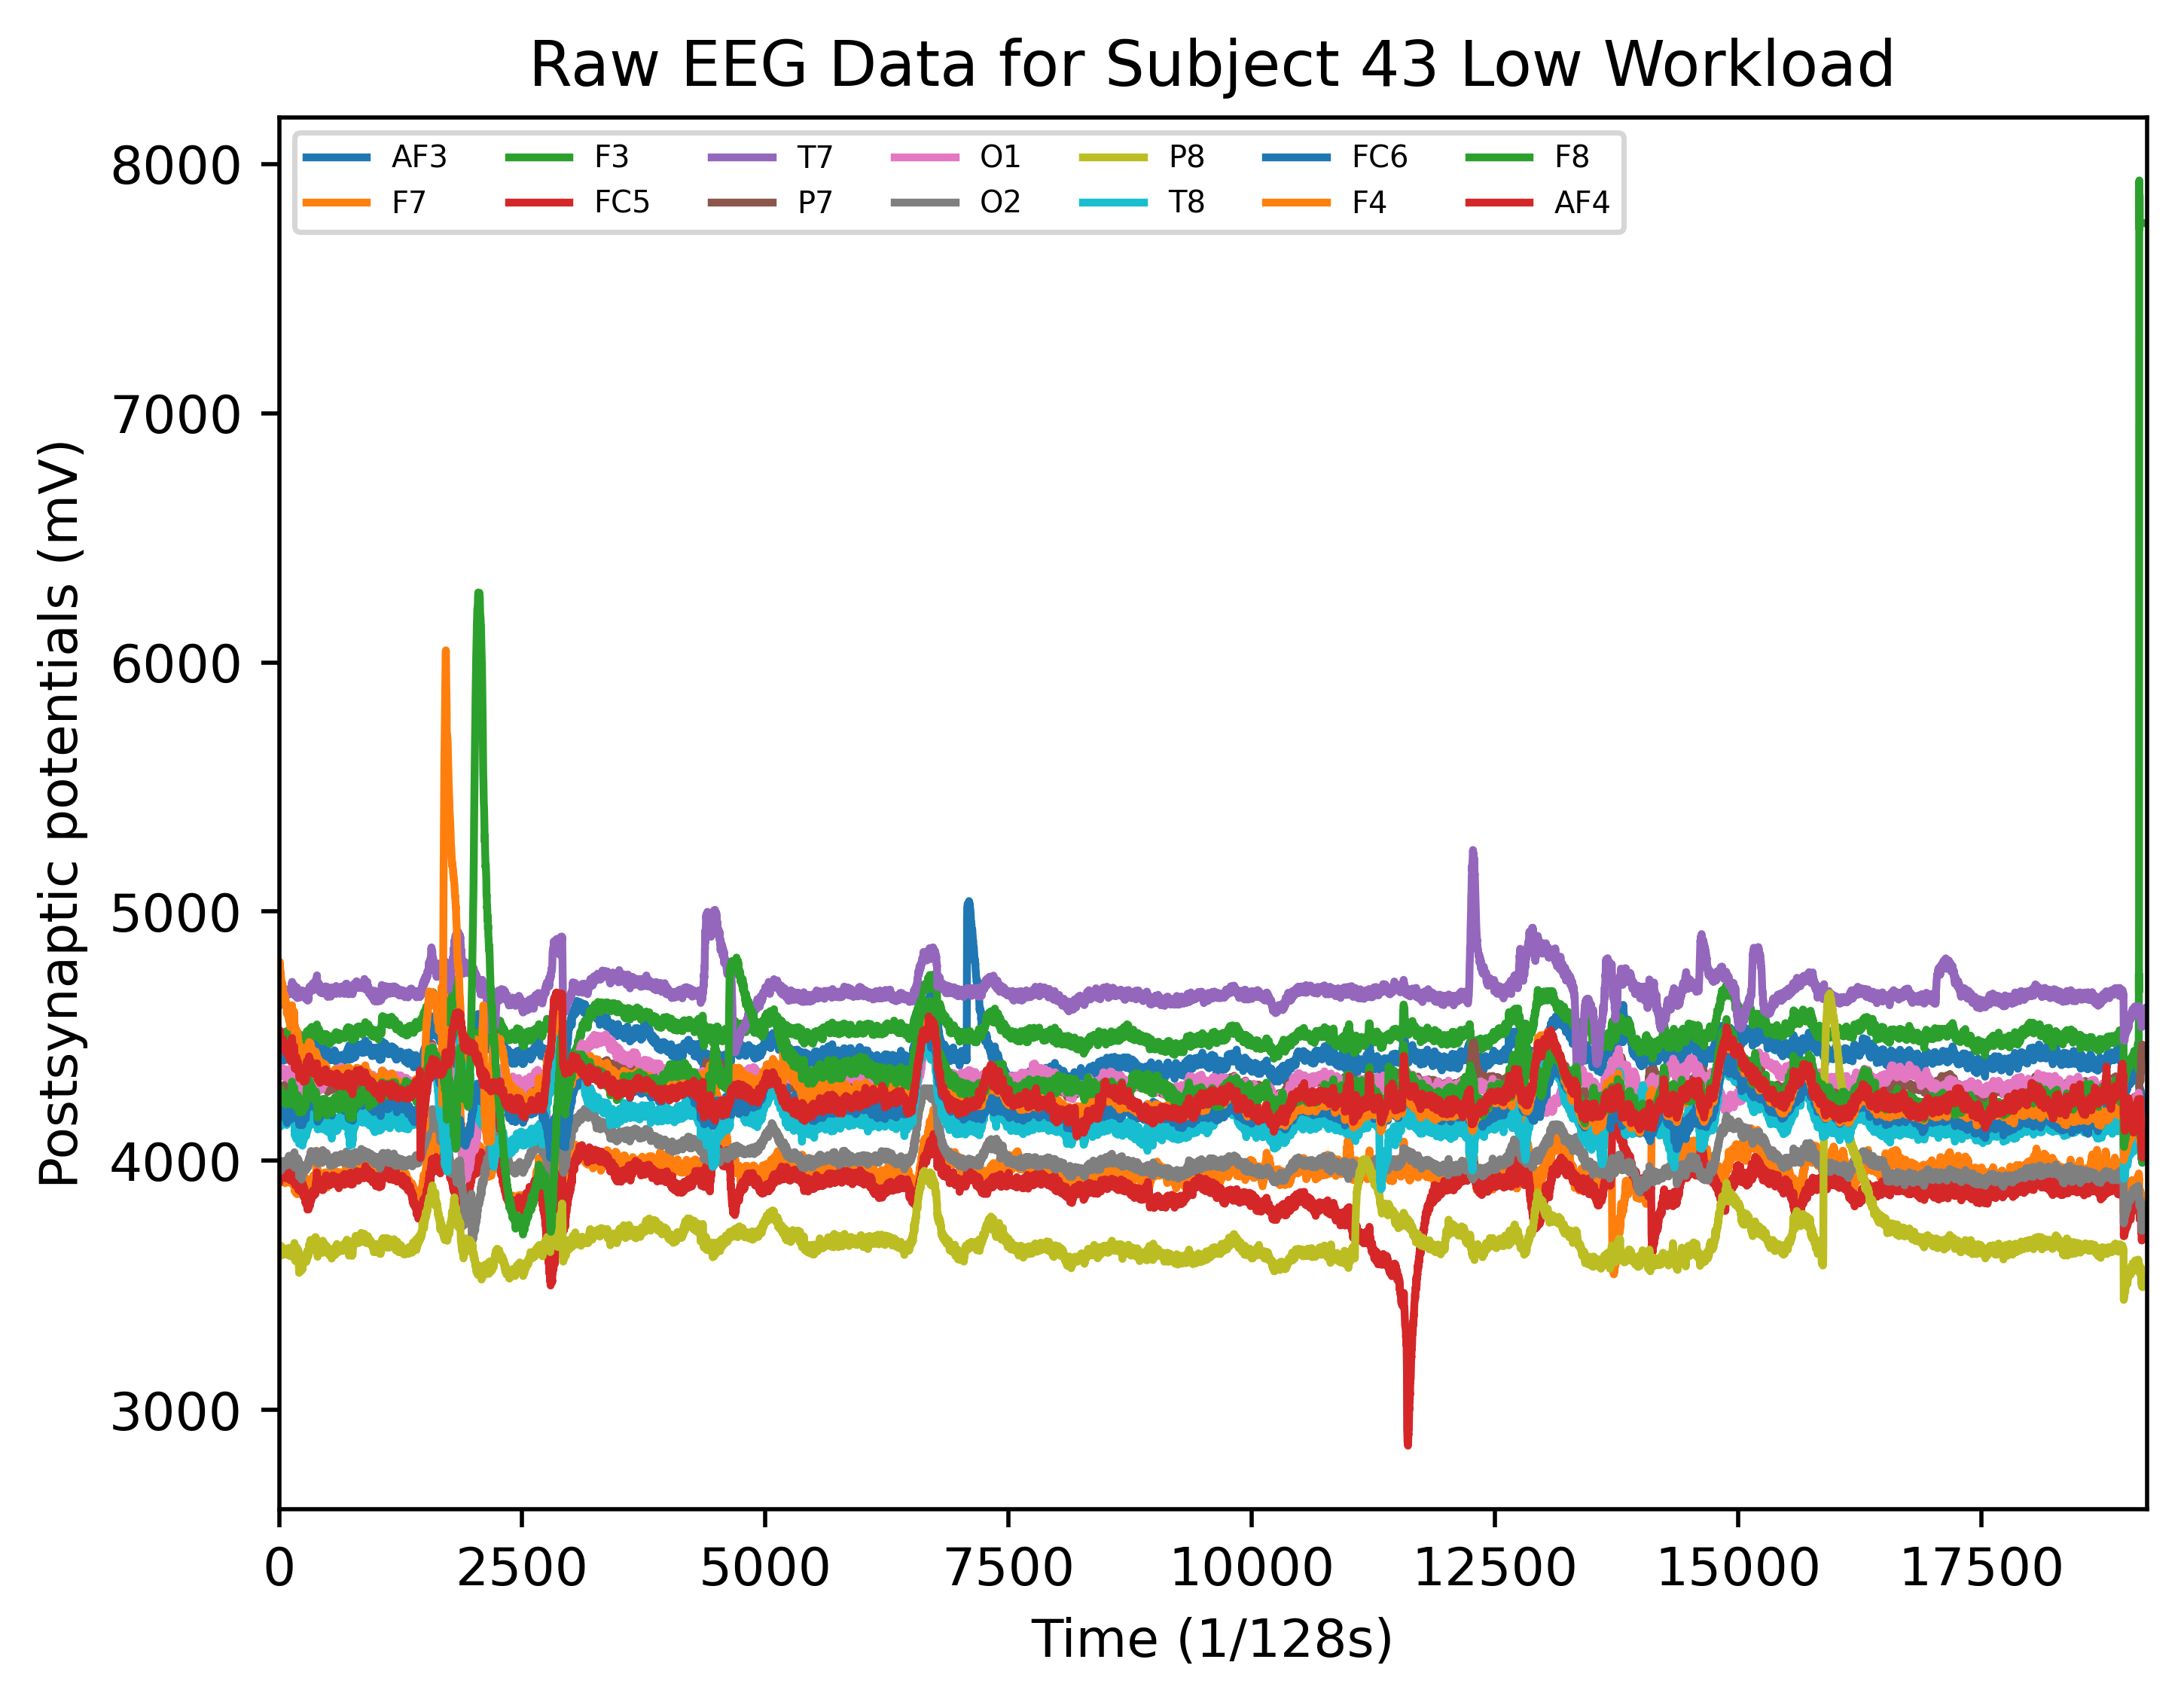 Raw EEG Data for Subject 43 Low Workload
AF3 F3 T7 O1 P8 FC6 F8
F7 FC5 P7 O2 T8 F4 AF4
8000
7000
6000
5000
4000
3000
Postsynaptic potentials (mV)
0 2500 5000 7500 10000 12500 15000 17500
Time (1/128s)